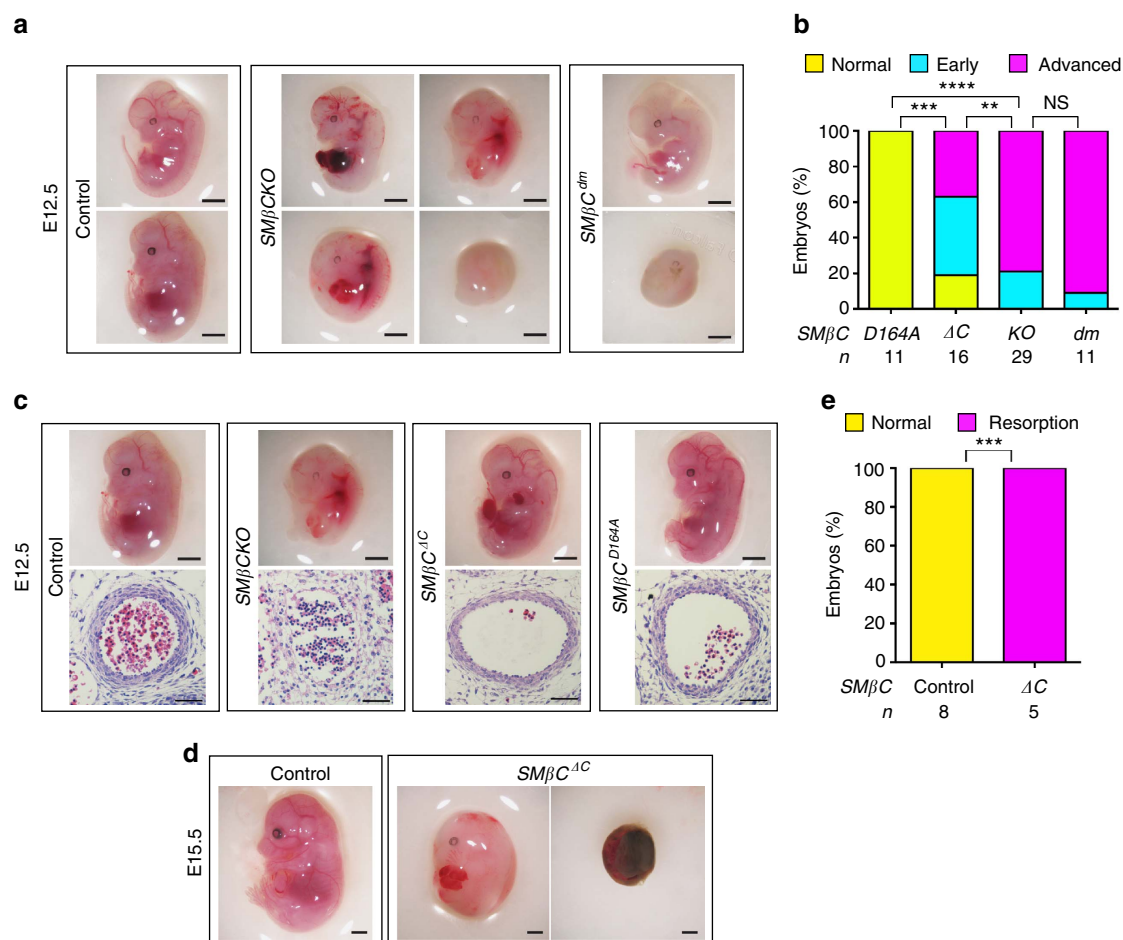 a
E12.5
Control
SMβCKO
SMβC^dm
b
Normal Early Advanced
****
*** ** NS
Embryos (%)
100
80
60
40
20
0
SMβC D164A ΔC KO dm
n 11 16 29 11
c
E12.5
Control
SMβCKO
SMβC^ΔC
SMβC^D164A
e
Normal Resorption
***
Embryos (%)
100
80
60
40
20
0
SMβC Control ΔC
n 8 5
d
E15.5
Control
SMβC^ΔC